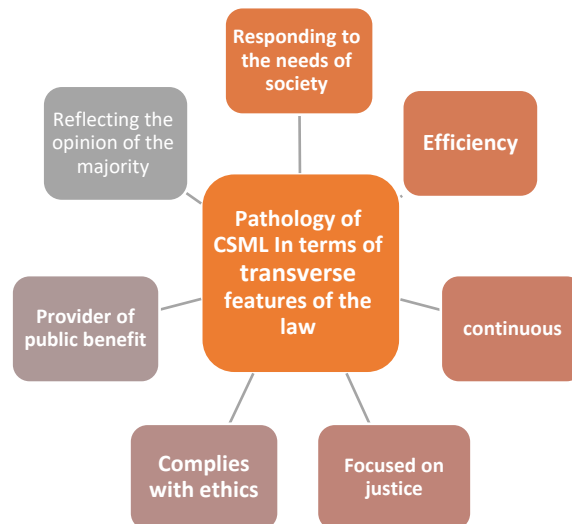 Responding to
the needs of
society
Efficiency
continuous
Focused on
justice
Complies
with ethics
Provider of
public benefit
Reflecting the
opinion of the
majority
Pathology of
CSML In terms of
transverse
features of the
law